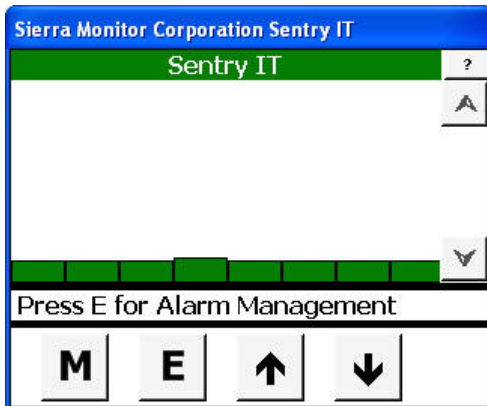 Sierra Monitor Corporation Sentry IT
Sentry IT
?
Press E for Alarm Management
M E ↑ ↓